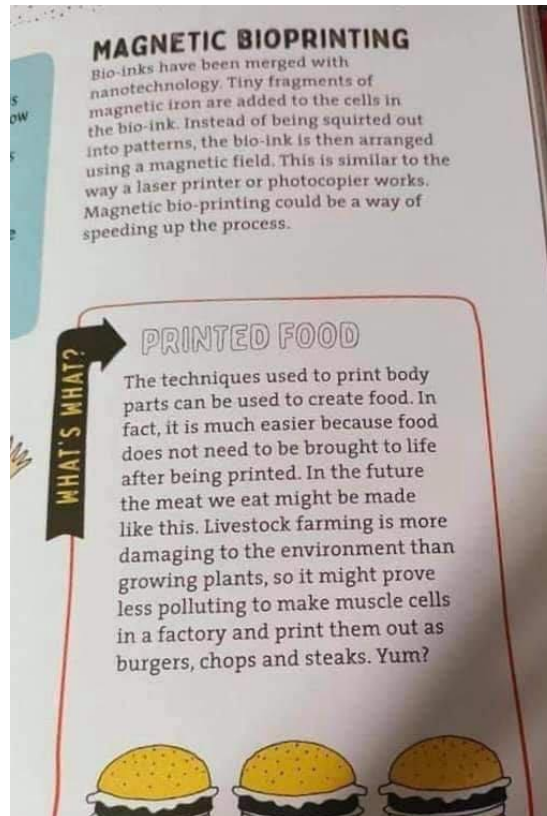 s
ow
s
e
MAGNETIC BIOPRINTING
Bio-inks have been merged with
nanotechnology. Tiny fragments of
magnetic iron are added to the cells in
the bio-ink. Instead of being squirted out
into patterns, the bio-ink is then arranged
using a magnetic field. This is similar to the
way a laser printer or photocopier works.
Magnetic bio-printing could be a way of
speeding up the process.
WHAT'S WHAT?
PRINTED FOOD
The techniques used to print body
parts can be used to create food. In
fact, it is much easier because food
does not need to be brought to life
after being printed. In the future
the meat we eat might be made
like this. Livestock farming is more
damaging to the environment than
growing plants, so it might prove
less polluting to make muscle cells
in a factory and print them out as
burgers, chops and steaks. Yum?